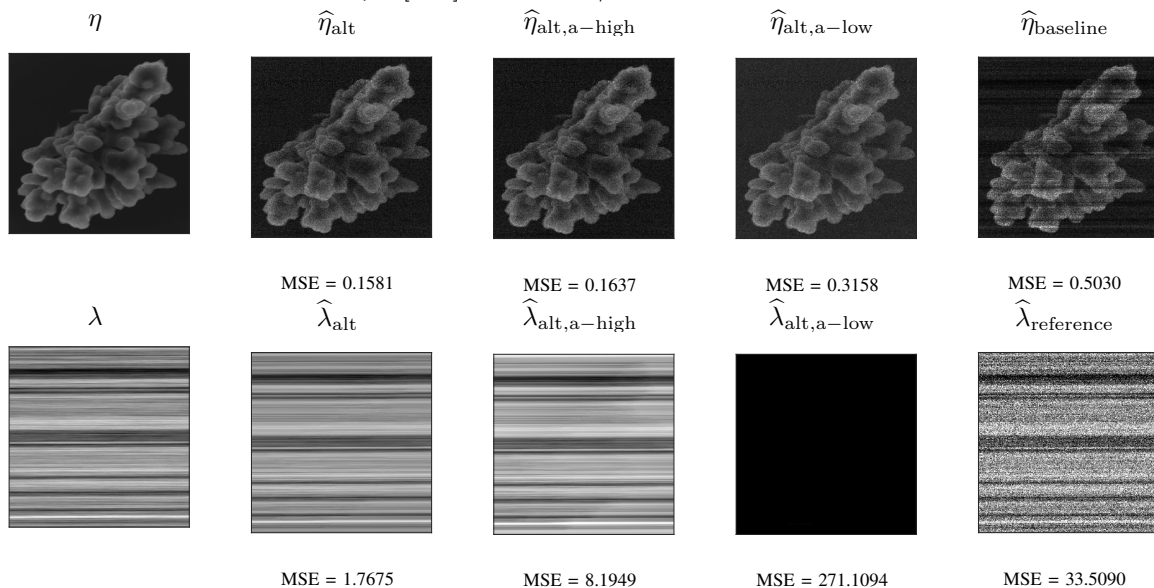 η η̂alt η̂alt,a−high η̂alt,a−low η̂baseline
MSE = 0.1581 MSE = 0.1637 MSE = 0.3158 MSE = 0.5030
λ λ̂alt λ̂alt,a−high λ̂alt,a−low λ̂reference
MSE = 1.7675 MSE = 8.1949 MSE = 271.1094 MSE = 33.5090